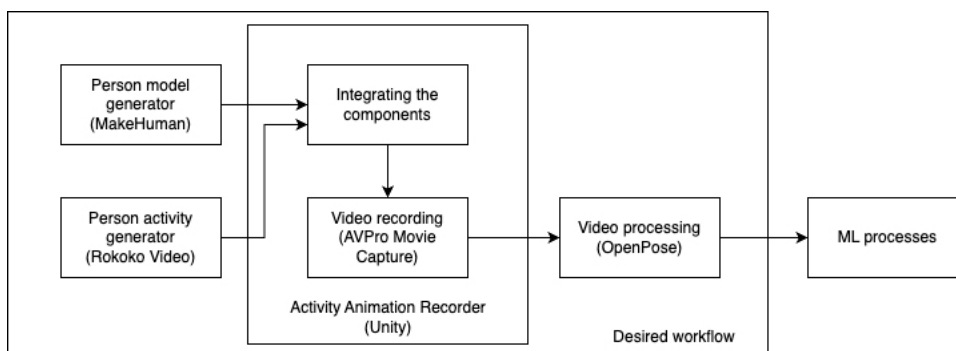 Person model
generator
(MakeHuman)
Integrating the
components
Person activity
generator
(Rokoko Video)
Video recording
(AVPro Movie
Capture)
Video processing
(OpenPose)
ML processes
Activity Animation Recorder
(Unity)
Desired workflow